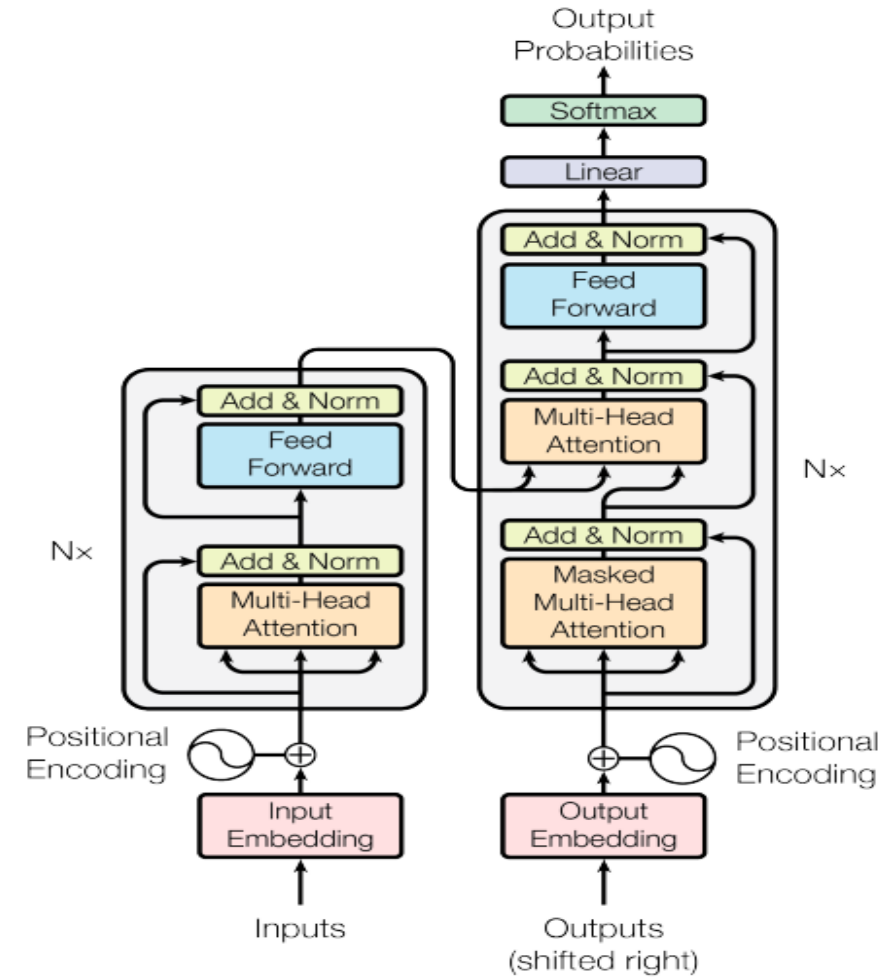 Output
Probabilities
Softmax
Linear
Add & Norm
Feed
Forward
Add & Norm
Multi-Head
Attention
Nx
Add & Norm
Masked
Multi-Head
Attention
Add & Norm
Feed
Forward
Nx
Add & Norm
Multi-Head
Attention
Positional
Encoding
Positional
Encoding
Input
Embedding
Output
Embedding
Inputs
Outputs
(shifted right)